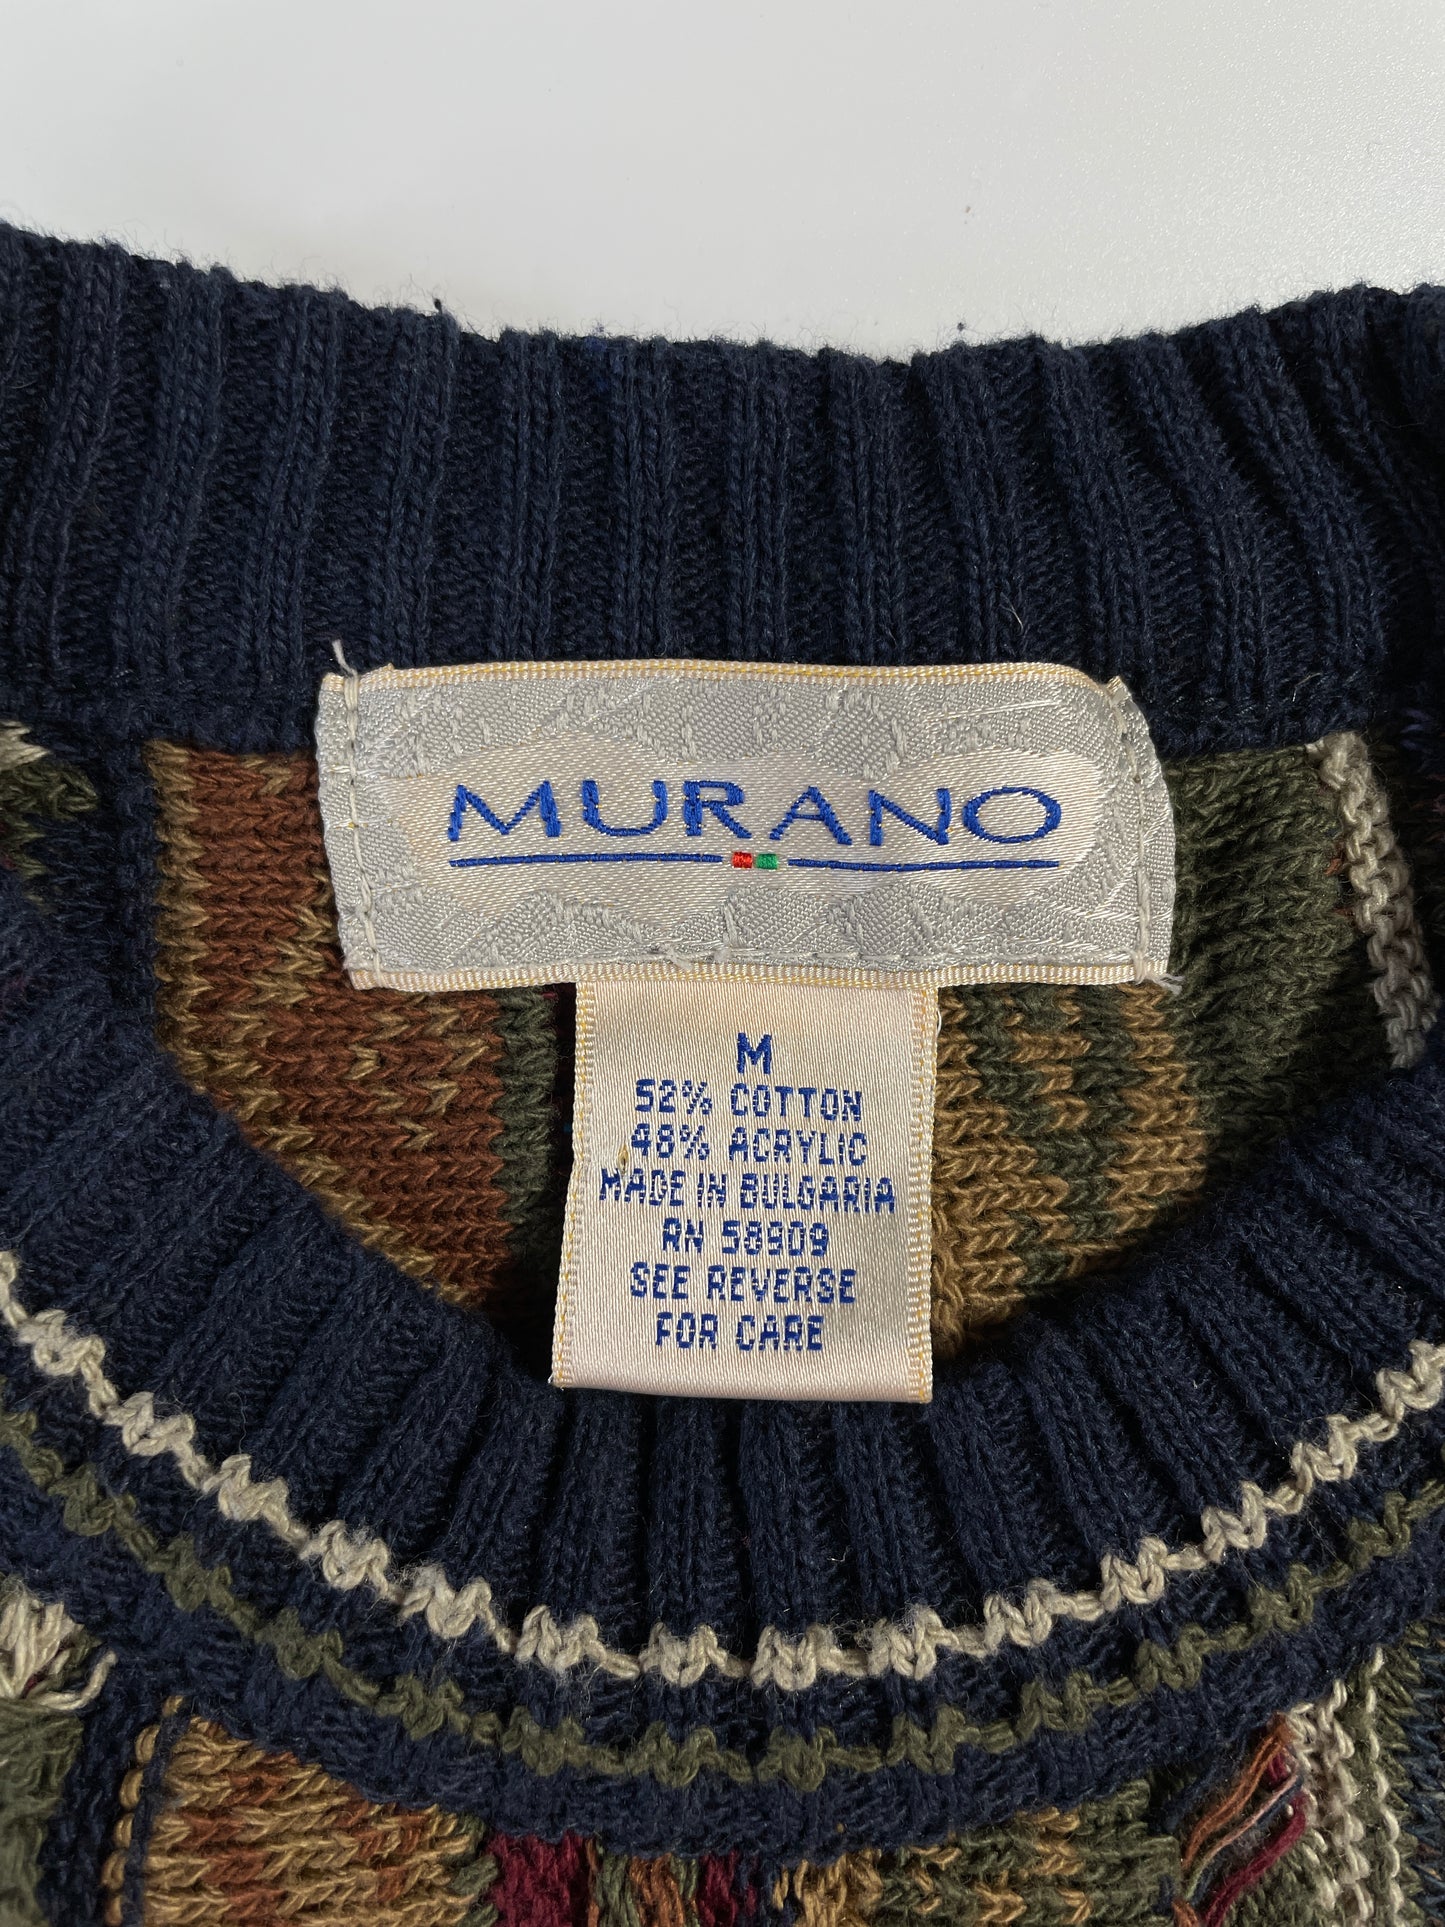 MURANO
M
52% COTTON
48% ACRYLIC
MADE IN BULGARIA
RN 58909
SEE REVERSE
FOR CARE